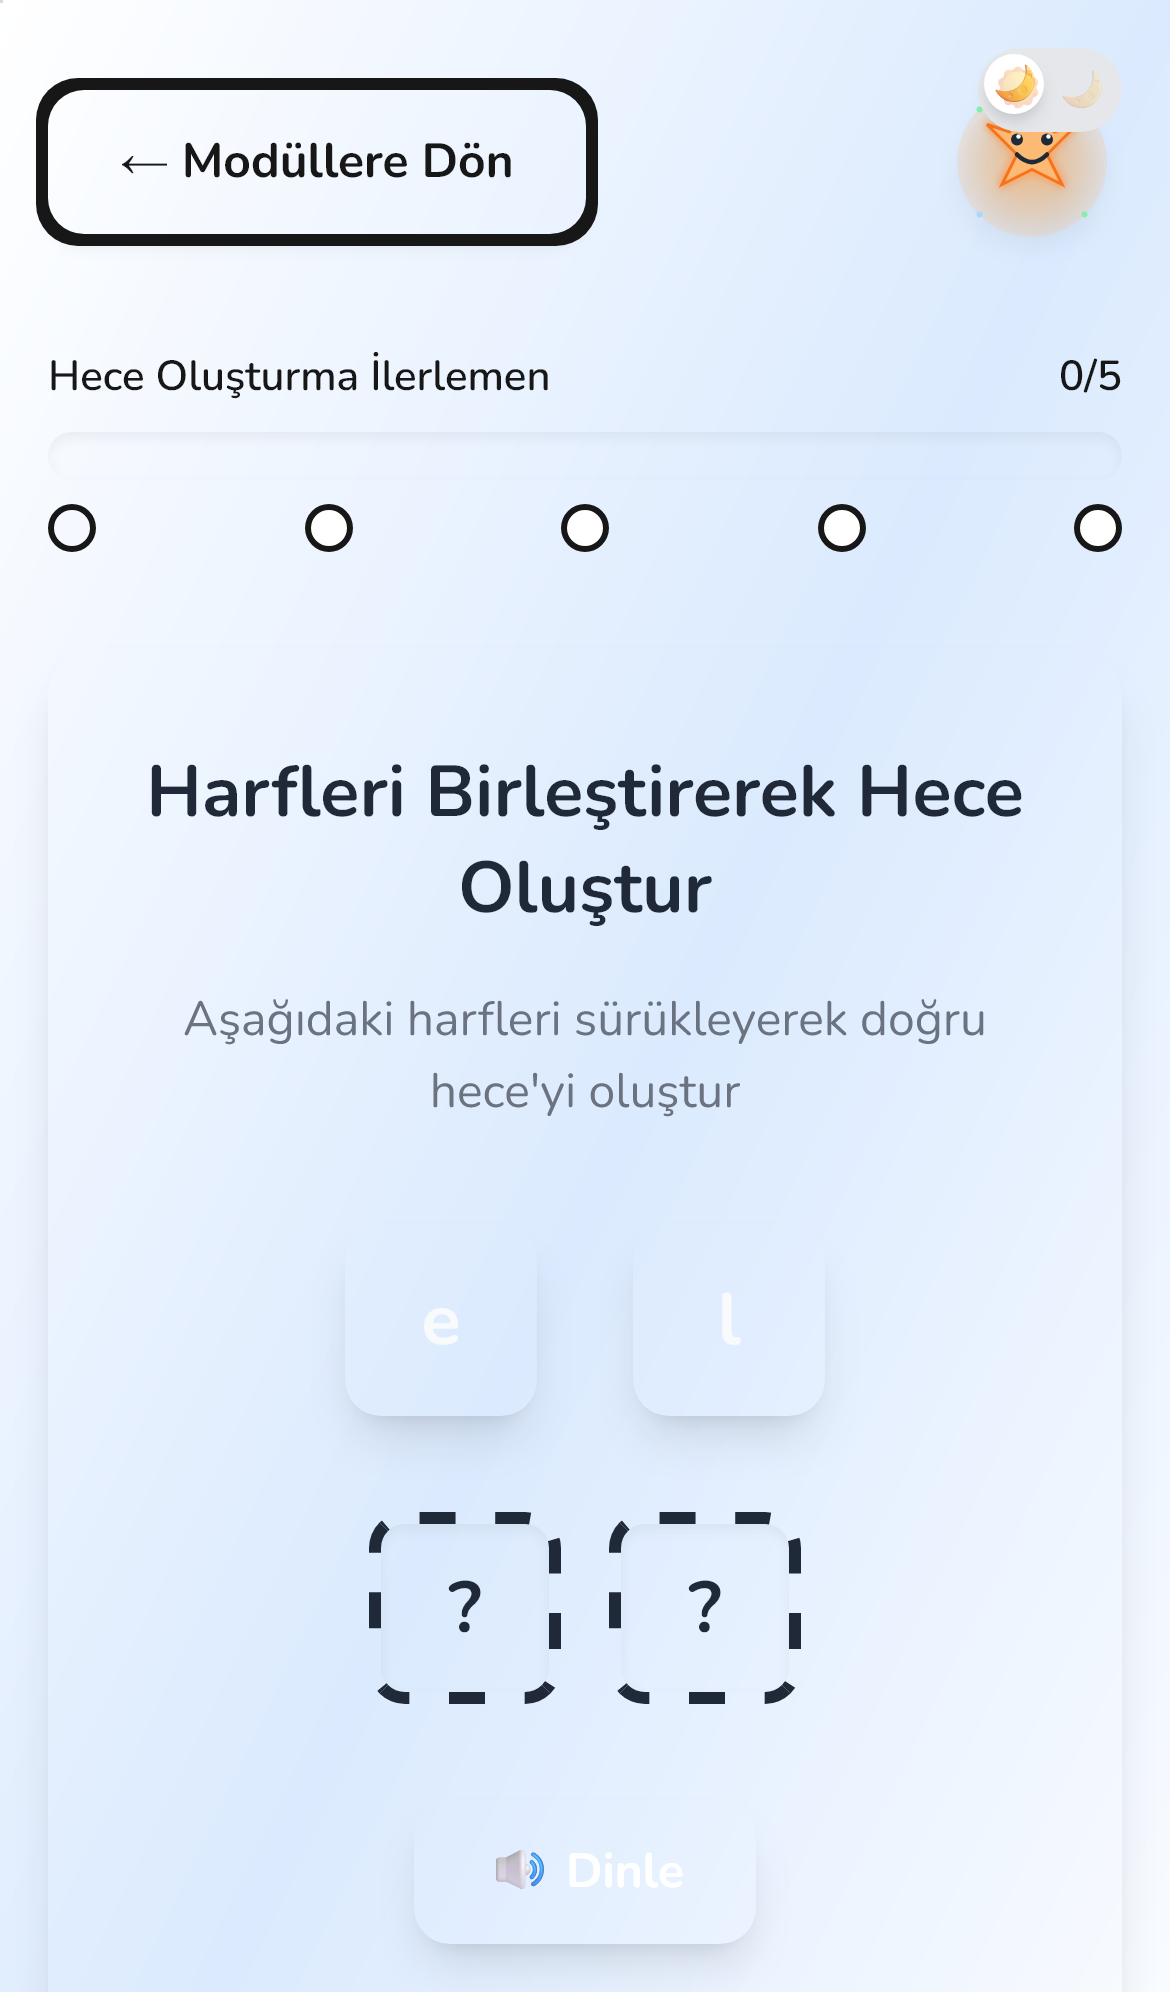 ← Modüllere Dön
Hece Oluşturma İlerlemen
0/5
Harfleri Birleştirerek Hece
Oluştur
Aşağıdaki harfleri sürükleyerek doğru
hece'yi oluştur
e l
? ?
Dinle